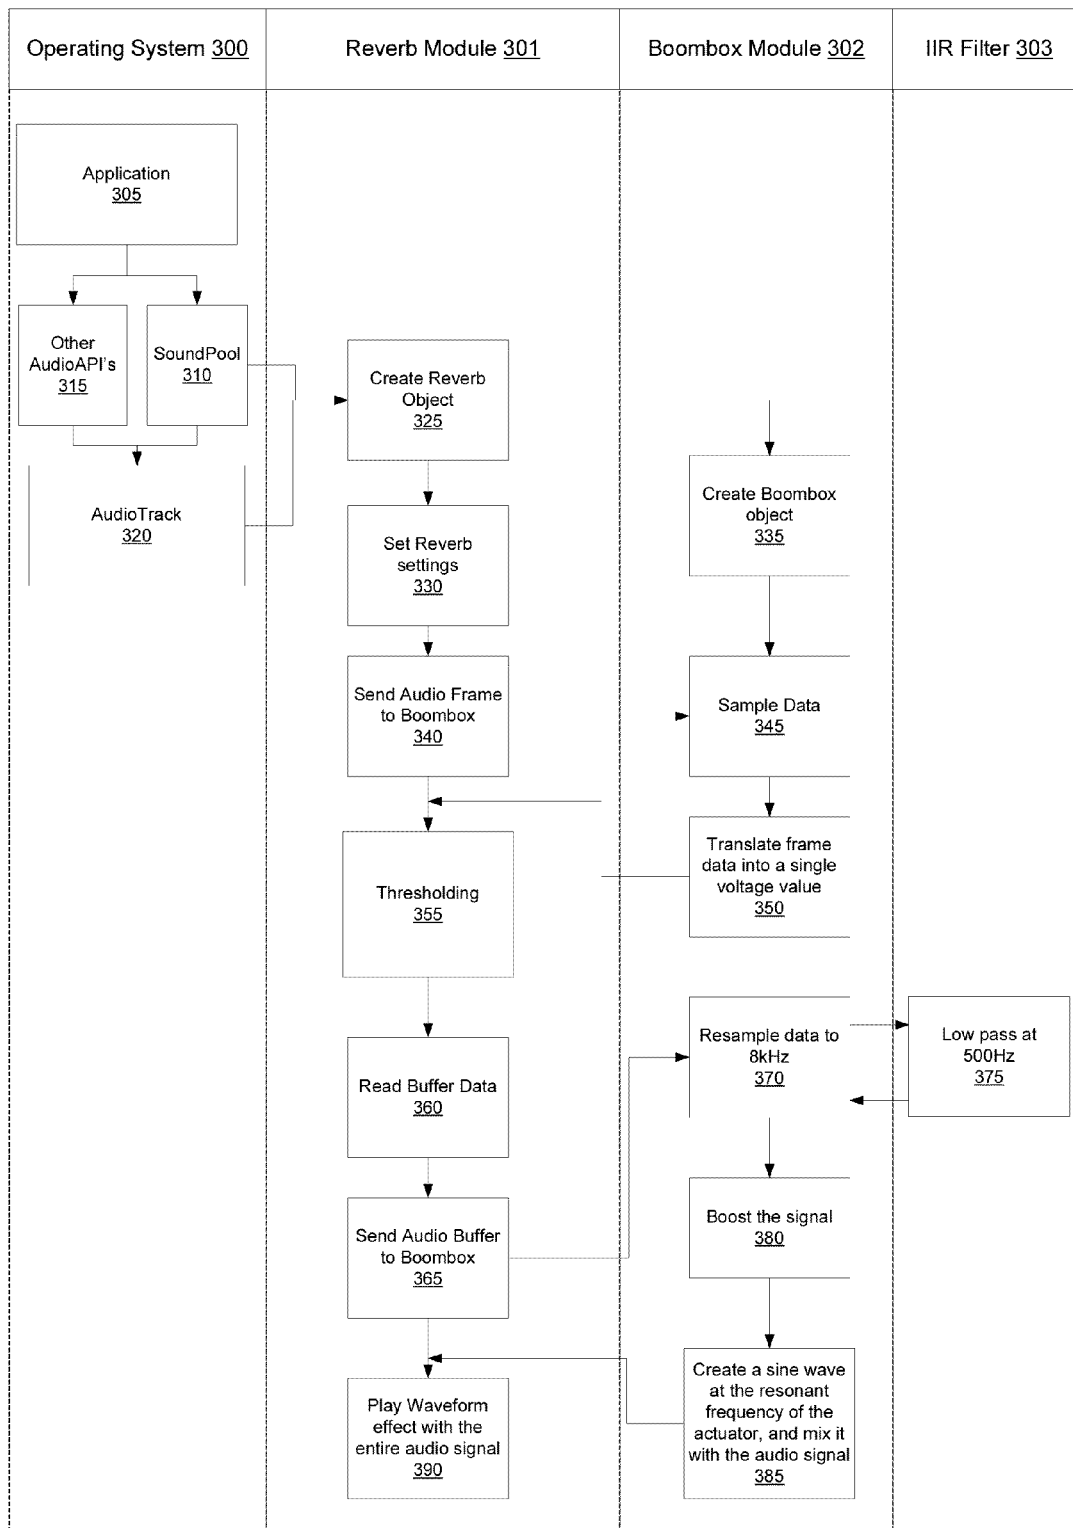 Operating System 300
Reverb Module 301
Boombox Module 302
IIR Filter 303
Application
305
Other
AudioAPI's
315
SoundPool
310
AudioTrack
320
Create Reverb
Object
325
Set Reverb
settings
330
Create Boombox
object
335
Send Audio Frame
to Boombox
340
Sample Data
345
Translate frame
data into a single
voltage value
350
Thresholding
355
Read Buffer Data
360
Send Audio Buffer
to Boombox
365
Resample data to
8kHz
370
Low pass at
500Hz
375
Boost the signal
380
Create a sine wave
at the resonant
frequency of the
actuator, and mix it
with the audio signal
385
Play Waveform
effect with the
entire audio signal
390